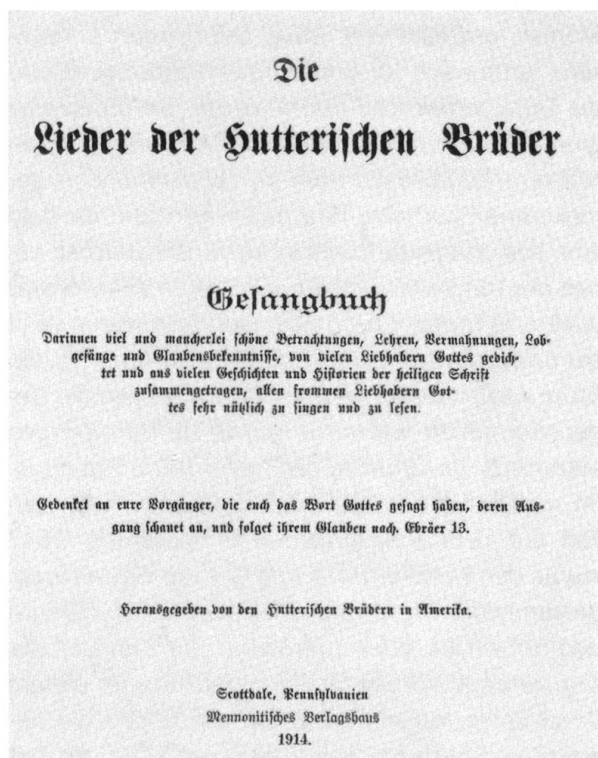 Die
Lieder der Hutterischen Brüder
Gesangbuch
Darinnen viel und mancherlei schöne Betrachtungen, Lehren, Vermahnungen, Lob-
gesänge und Glaubensbekenntnisse, von vielen Liebhabern Gottes gedich-
tet und aus vielen Geschichten und Historien der heiligen Schrift
zusammengetragen, allen frommen Liebhabern Got-
tes sehr nützlich zu singen und zu lesen.
Gedenket an eure Vorgänger, die euch das Wort Gottes gesagt haben, deren Aus-
gang schauet an, und folget ihrem Glauben nach. Ebräer 13.
Herausgegeben von den Hutterischen Brüdern in Amerika.
Scottdale, Pennsylvanien
Mennonitisches Verlagshaus
1914.